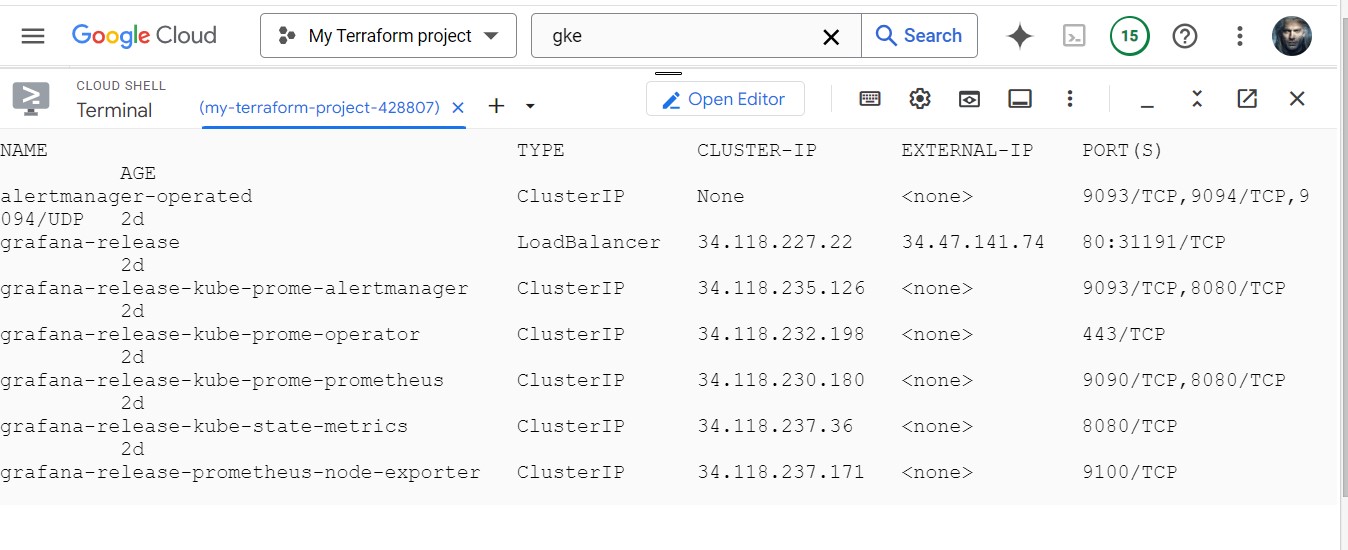 Google Cloud My Terraform project gke Search 15
CLOUD SHELL
Terminal (my-terraform-project-428807) Open Editor
NAME TYPE CLUSTER-IP EXTERNAL-IP PORT(S)
AGE
alertmanager-operated ClusterIP None <none> 9093/TCP,9094/TCP,9
094/UDP 2d
grafana-release LoadBalancer 34.118.227.22 34.47.141.74 80:31191/TCP
2d
grafana-release-kube-prome-alertmanager ClusterIP 34.118.235.126 <none> 9093/TCP,8080/TCP
2d
grafana-release-kube-prome-operator ClusterIP 34.118.232.198 <none> 443/TCP
2d
grafana-release-kube-prome-prometheus ClusterIP 34.118.230.180 <none> 9090/TCP,8080/TCP
2d
grafana-release-kube-state-metrics ClusterIP 34.118.237.36 <none> 8080/TCP
2d
grafana-release-prometheus-node-exporter ClusterIP 34.118.237.171 <none> 9100/TCP